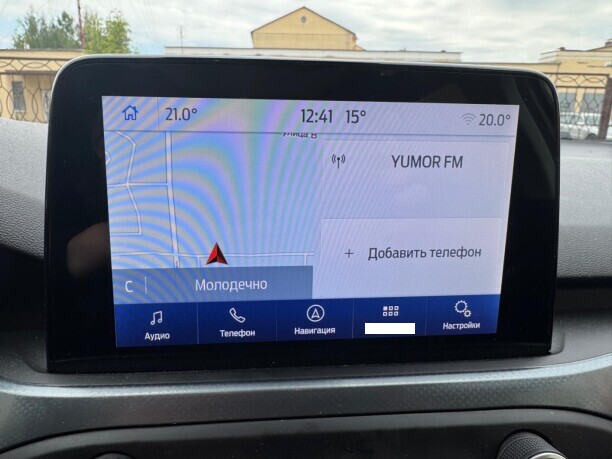 21.0°
12:41
15°
20.0°
YUMOR FM
+ Добавить телефон
С
Молодечно
Аудио
Телефон
Навигация
Настройки